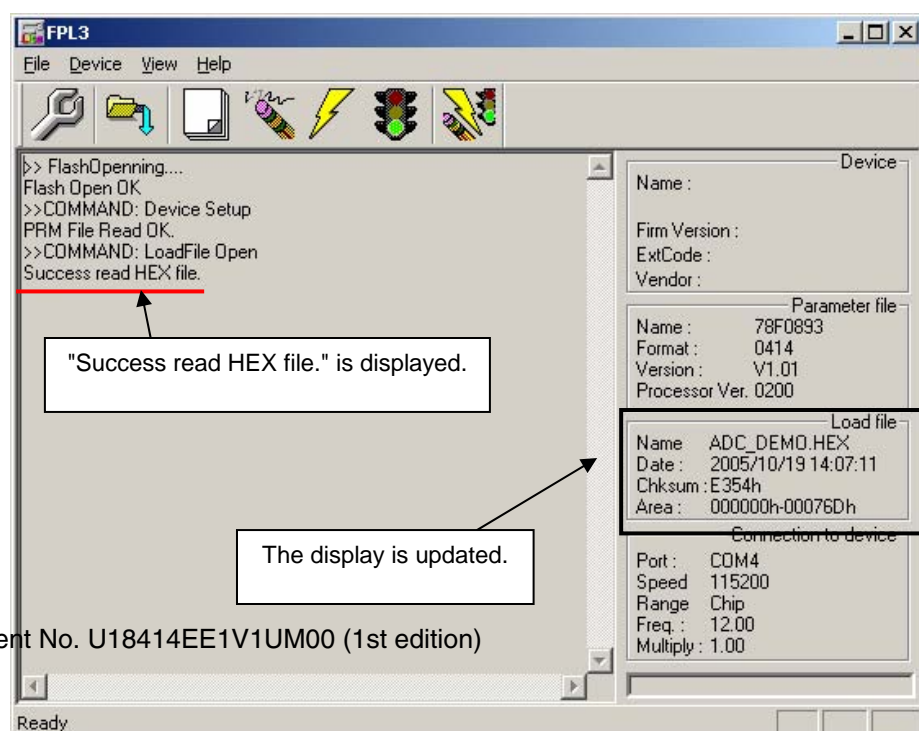 FPL3
File Device View Help
>> FlashOpenning....
Flash Open OK
>>COMMAND: Device Setup
PRM File Read OK.
>>COMMAND: LoadFile Open
Success read HEX file.
"Success read HEX file." is displayed.
The display is updated.
ent No. U18414EE1V1UM00 (1st edition)
Device
Name :
Firm Version :
ExtCode :
Vendor :
Parameter file
Name : 78F0893
Format : 0414
Version : V1.01
Processor Ver. 0200
Load file
Name ADC_DEMO.HEX
Date : 2005/10/19 14:07:11
Chksum : E354h
Area : 000000h-00076Dh
Connection to device
Port : COM4
Speed 115200
Range Chip
Freq. : 12.00
Multiply : 1.00
Ready